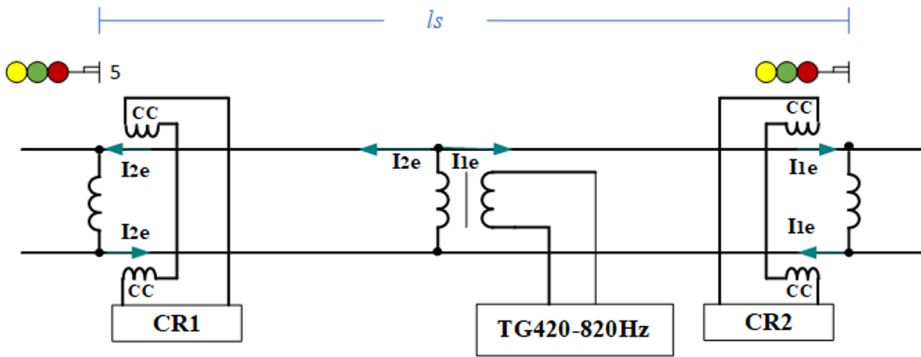 ls
5
CC
CC
I2e
I2e
I1e
I1e
I2e
I1e
CC
CC
CR1
TG420-820Hz
CR2